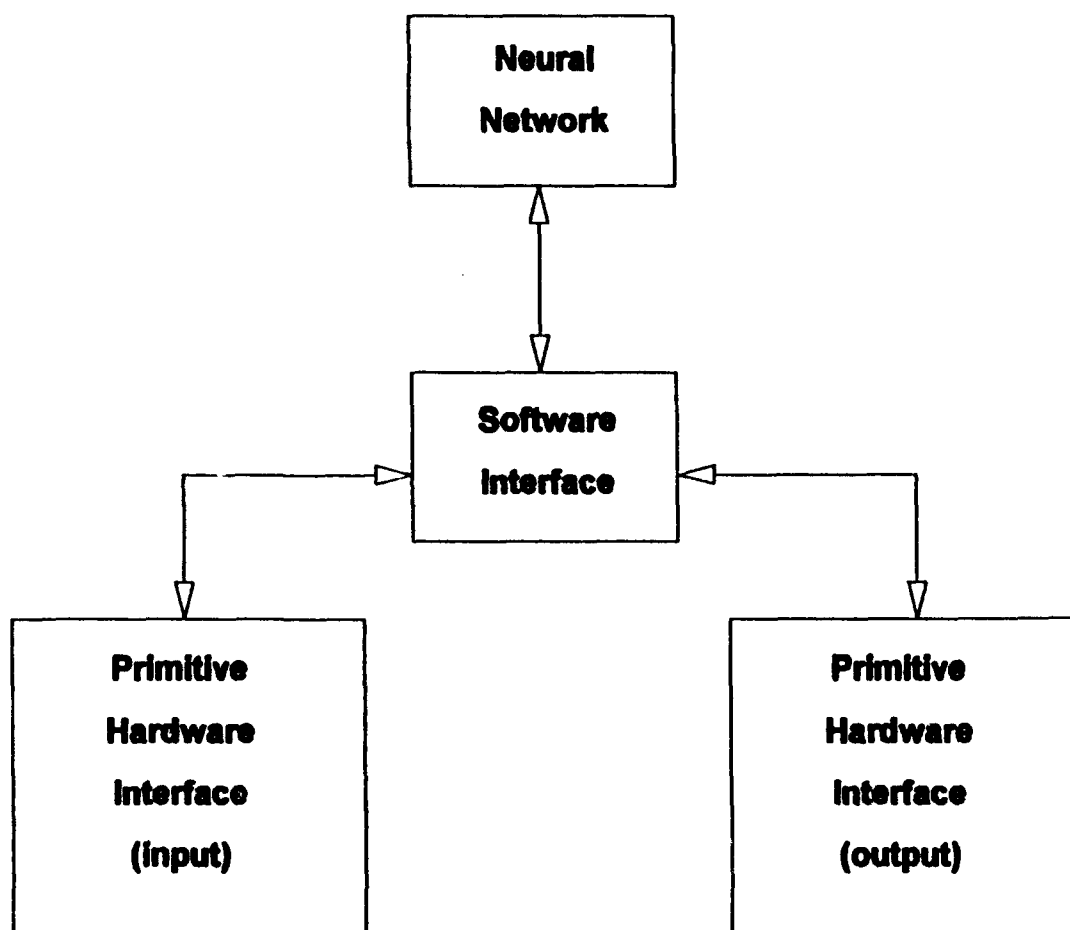 Neural
Network
Software
Interface
Primitive
Hardware
Interface
(input)
Primitive
Hardware
Interface
(output)